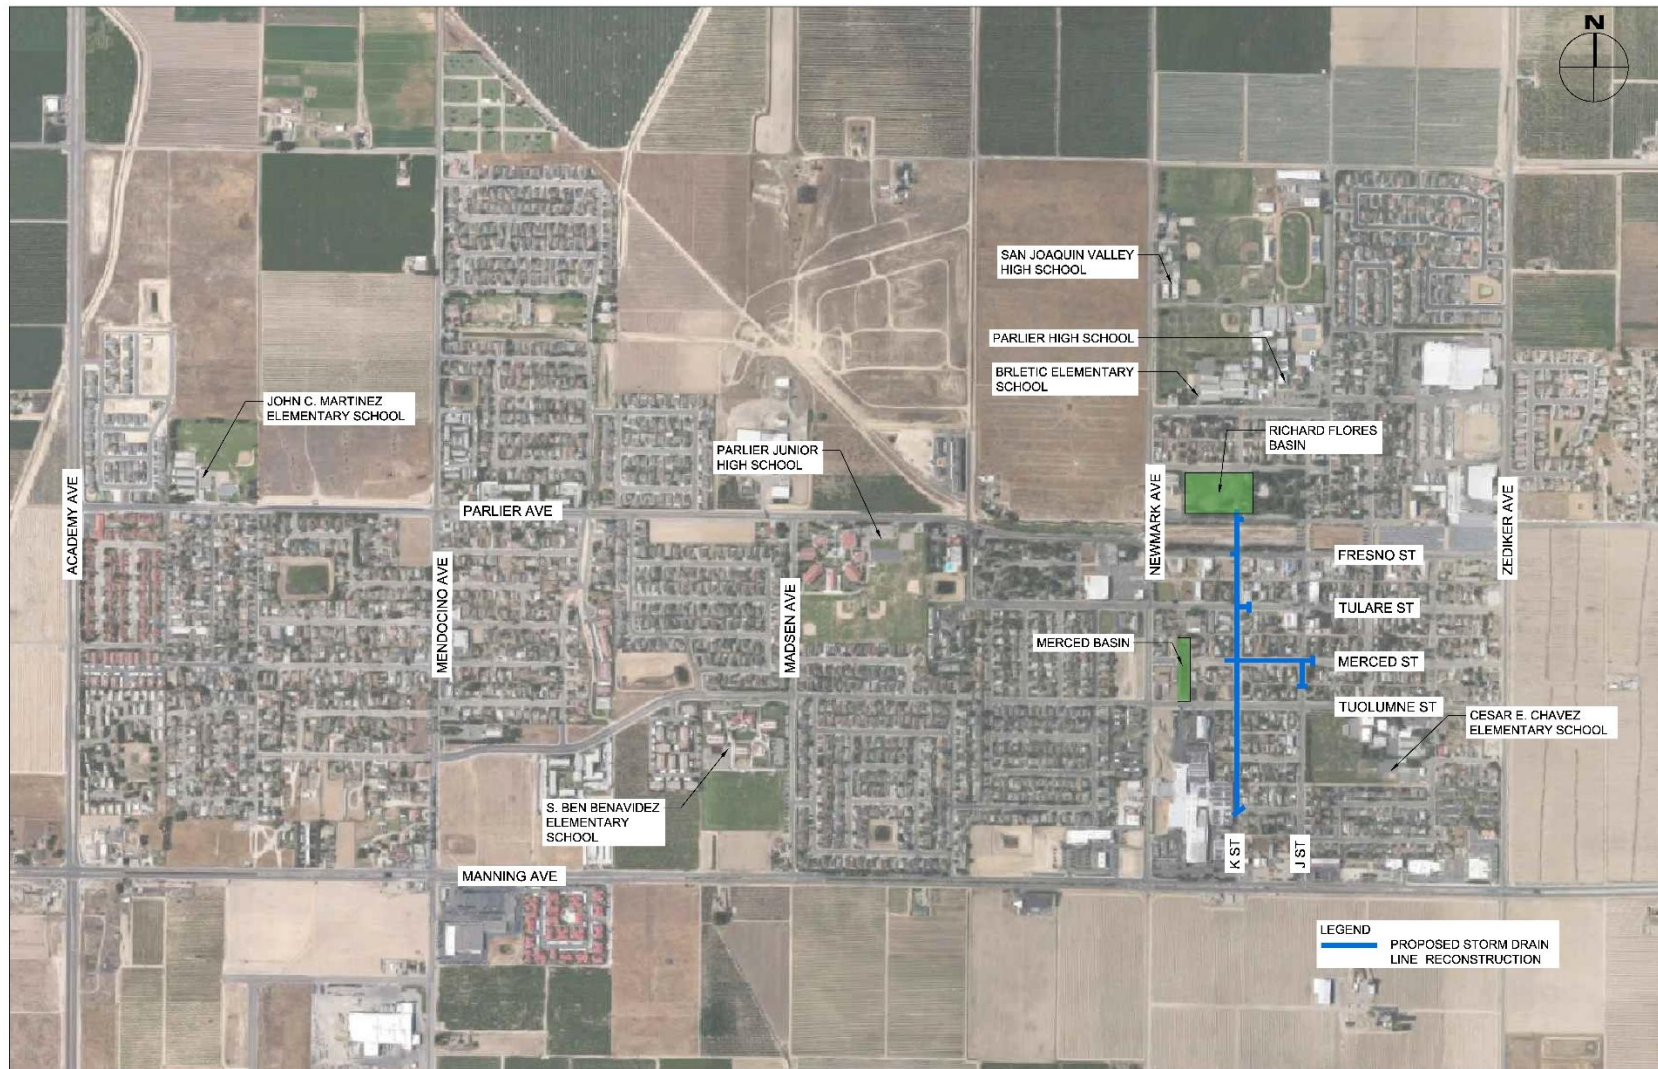 N
SAN JOAQUIN VALLEY
HIGH SCHOOL
PARLIER HIGH SCHOOL
BRLETIC ELEMENTARY
SCHOOL
JOHN C. MARTINEZ
ELEMENTARY SCHOOL
RICHARD FLORES
BASIN
PARLIER JUNIOR
HIGH SCHOOL
ACADEMY AVE
PARLIER AVE
MENDOCINO AVE
MADSEN AVE
NEWMARK AVE
ZEDIKER AVE
FRESNO ST
TULARE ST
MERCED BASIN
MERCED ST
TUOLUMNE ST
CESAR E. CHAVEZ
ELEMENTARY SCHOOL
S. BEN BENAVIDEZ
ELEMENTARY
SCHOOL
K ST
J ST
MANNING AVE
LEGEND
PROPOSED STORM DRAIN
LINE RECONSTRUCTION